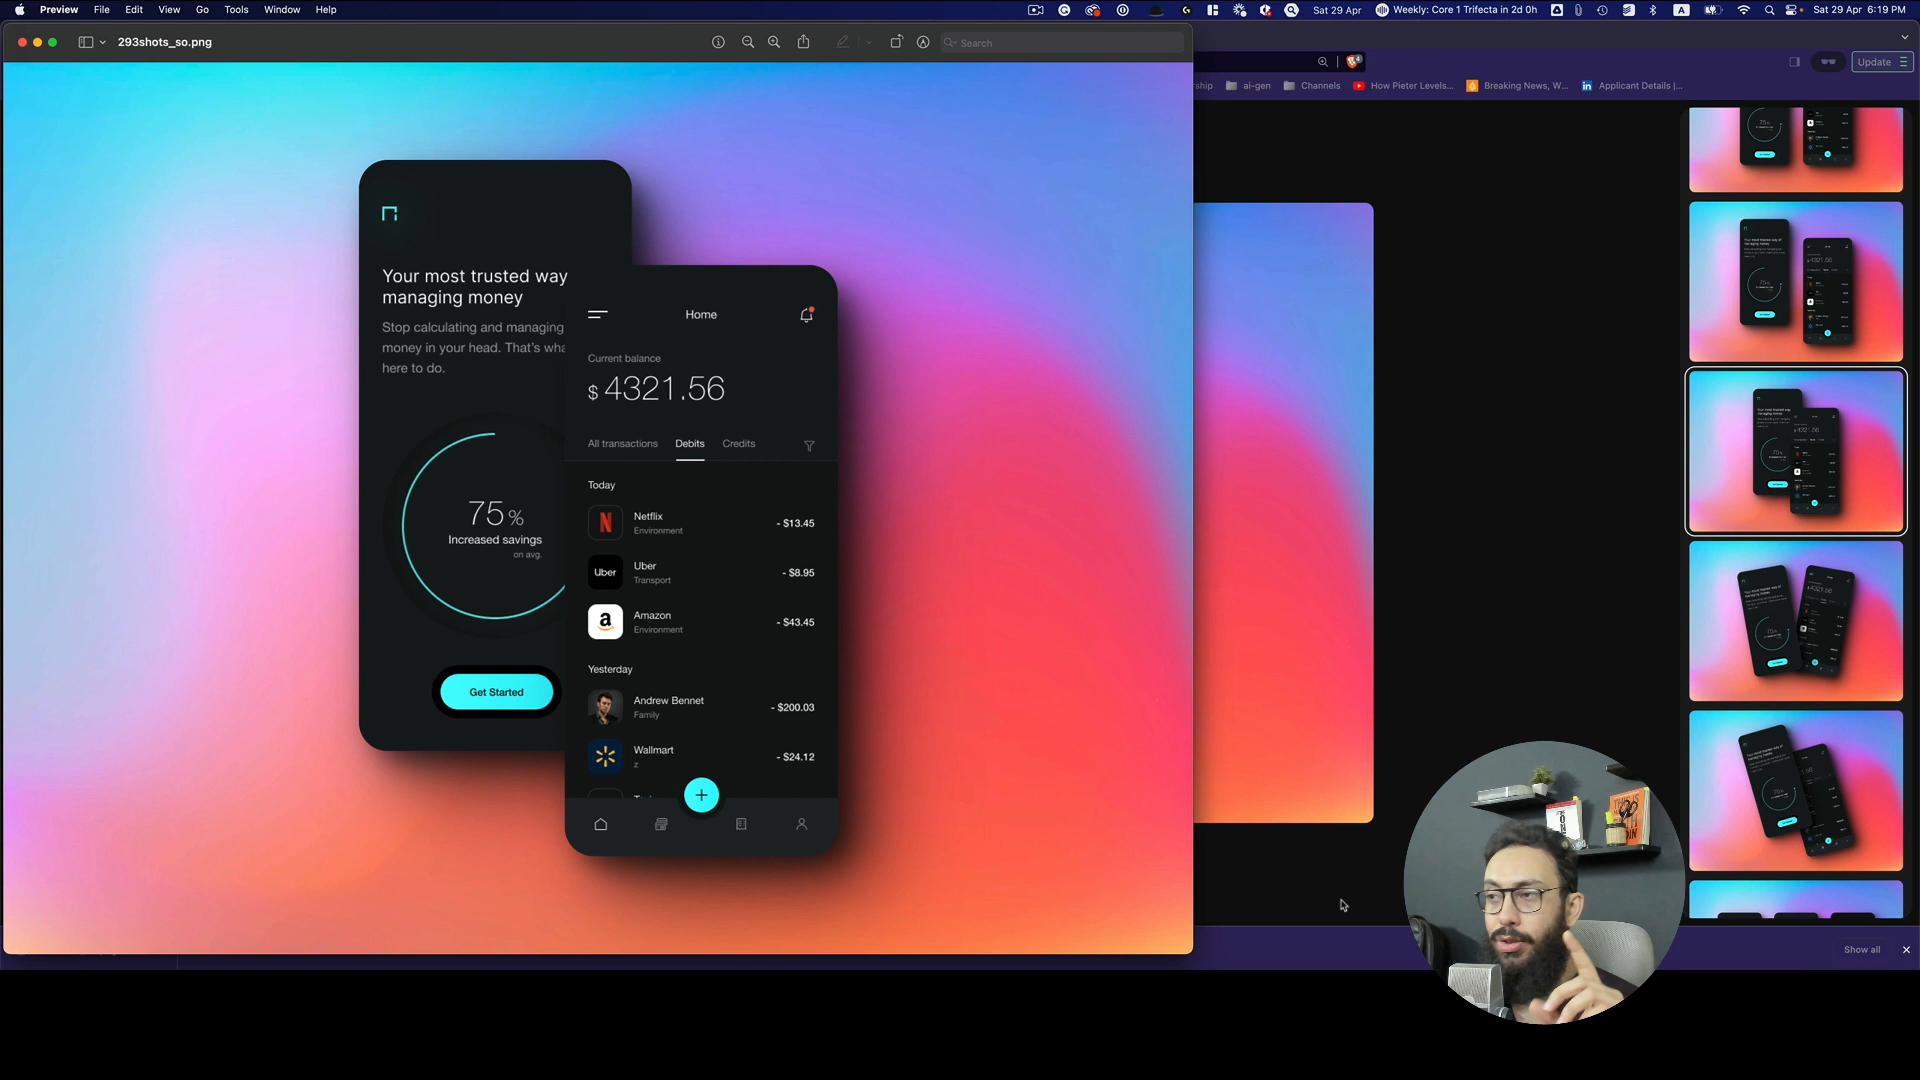 Preview File Edit View Go Tools Window Help
Sat 29 Apr Weekly: Core 1 Trifecta in 2d 0h A Sat 29 Apr 6:19 PM
293shots_so.png
Search
Update
ship ai-gen Channels How Pieter Levels... Breaking News, W... Applicant Details |...
Your most trusted way
managing money
Stop calculating and managing
money in your head. That's wha
here to do.
75 %
Increased savings
on avg.
Get Started
Home
Current balance
$ 4321.56
All transactions Debits Credits
Today
Netflix
Environment
- $13.45
Uber
Uber
Transport
- $8.95
a
Amazon
Environment
- $43.45
Yesterday
Andrew Bennet
Family
- $200.03
Wallmart
z
- $24.12
+
Show all